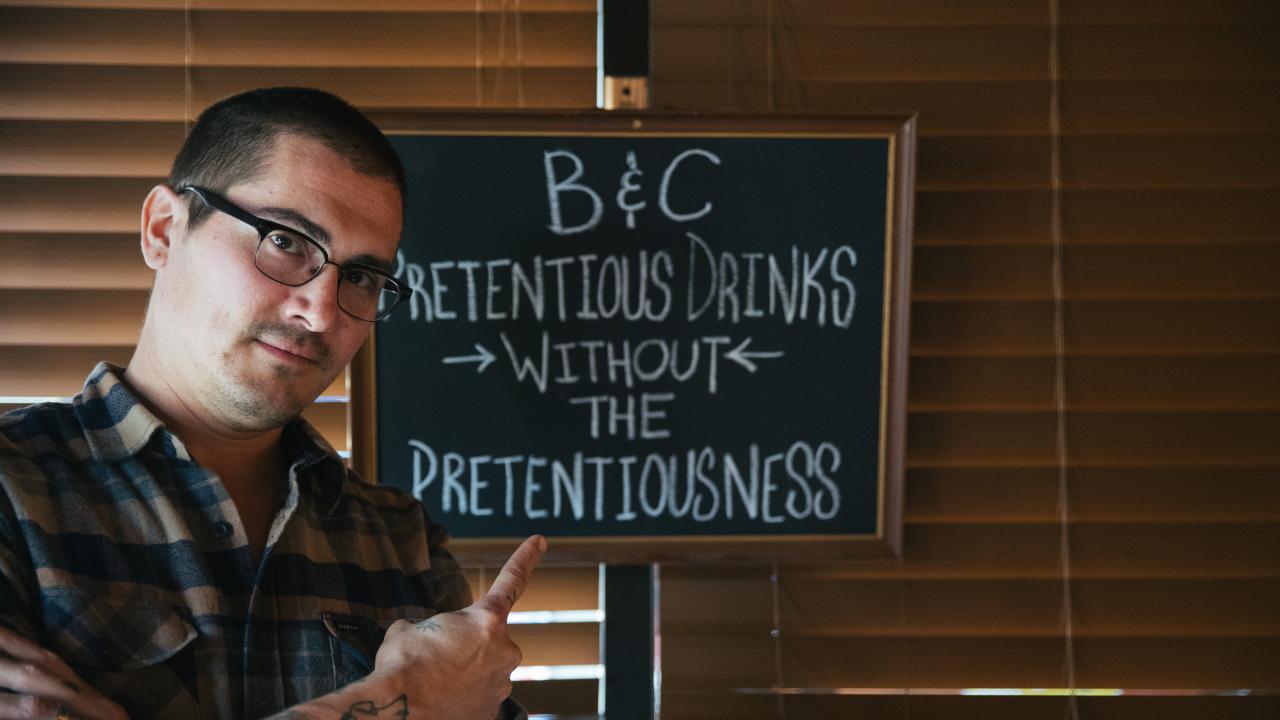 B & C
PRETENTIOUS DRINKS
→ WITHOUT ←
THE
PRETENTIOUSNESS